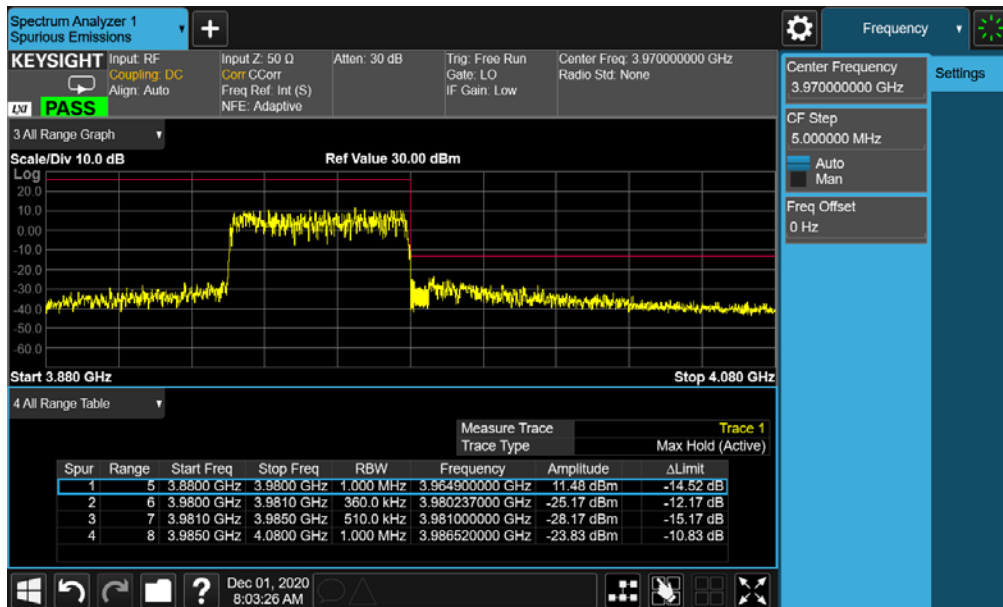 Spectrum Analyzer 1
Spurious Emissions
+
Frequency
KEYSIGHT Input: RF Input Z: 50 Ω Atten: 30 dB Trig: Free Run Center Freq: 3.970000000 GHz
Coupling: DC Corr CCorr Gate: LO Radio Std: None
Align: Auto Freq Ref: Int (S) IF Gain: Low
LXI PASS NFE: Adaptive
Center Frequency
3.970000000 GHz
Settings
CF Step
5.000000 MHz
Auto
Man
Freq Offset
0 Hz
3 All Range Graph
Scale/Div 10.0 dB Ref Value 30.00 dBm
Log
20.0
10.0
0.00
-10.0
-20.0
-30.0
-40.0
-50.0
-60.0
Start 3.880 GHz Stop 4.080 GHz
4 All Range Table
Measure Trace Trace 1
Trace Type Max Hold (Active)
Spur Range Start Freq Stop Freq RBW Frequency Amplitude ΔLimit
1 5 3.8800 GHz 3.9800 GHz 1.000 MHz 3.964900000 GHz 11.48 dBm -14.52 dB
2 6 3.9800 GHz 3.9810 GHz 360.0 kHz 3.980237000 GHz -25.17 dBm -12.17 dB
3 7 3.9810 GHz 3.9850 GHz 510.0 kHz 3.981000000 GHz -28.17 dBm -15.17 dB
4 8 3.9850 GHz 4.0800 GHz 1.000 MHz 3.986520000 GHz -23.83 dBm -10.83 dB
? Dec 01, 2020
8:03:26 AM